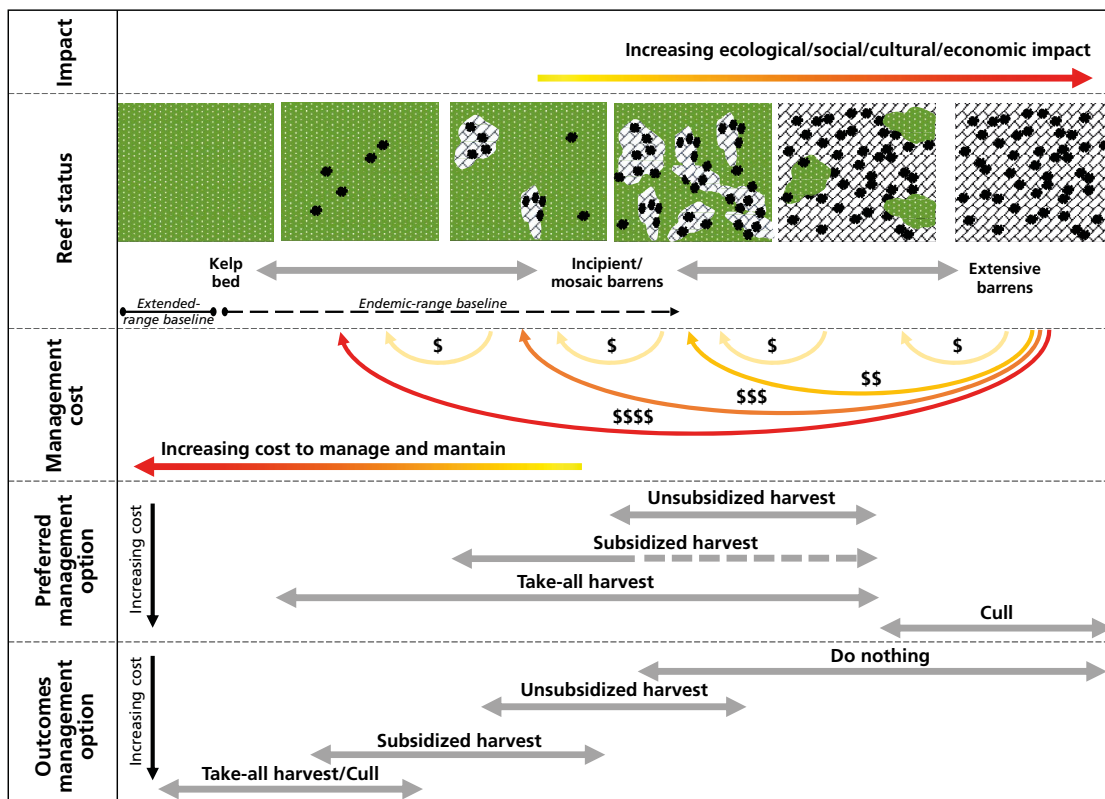 Impact
Increasing ecological/social/cultural/economic impact
Reef status
Kelp
bed
Incipient/
mosaic barrens
Extensive
barrens
Extended-
range baseline
Endemic-range baseline
Management
cost
$
$
$
$
$$
$$$
$$$$
Increasing cost to manage and mantain
Preferred
management
option
Increasing cost
Unsubsidized harvest
Subsidized harvest
Take-all harvest
Cull
Outcomes
management
option
Increasing cost
Do nothing
Unsubsidized harvest
Subsidized harvest
Take-all harvest/Cull